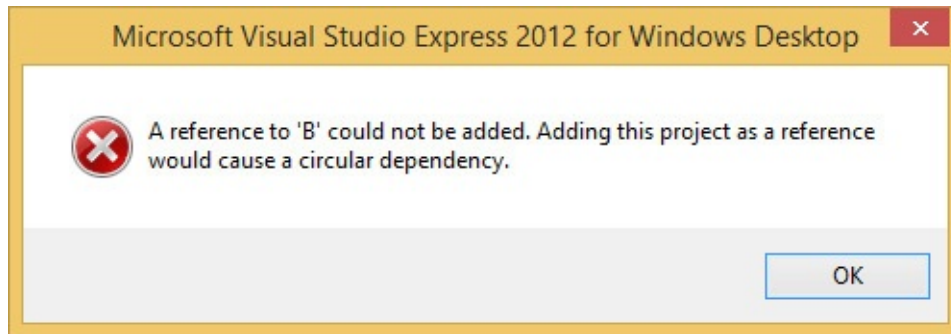 Microsoft Visual Studio Express 2012 for Windows Desktop
A reference to 'B' could not be added. Adding this project as a reference
would cause a circular dependency.
OK